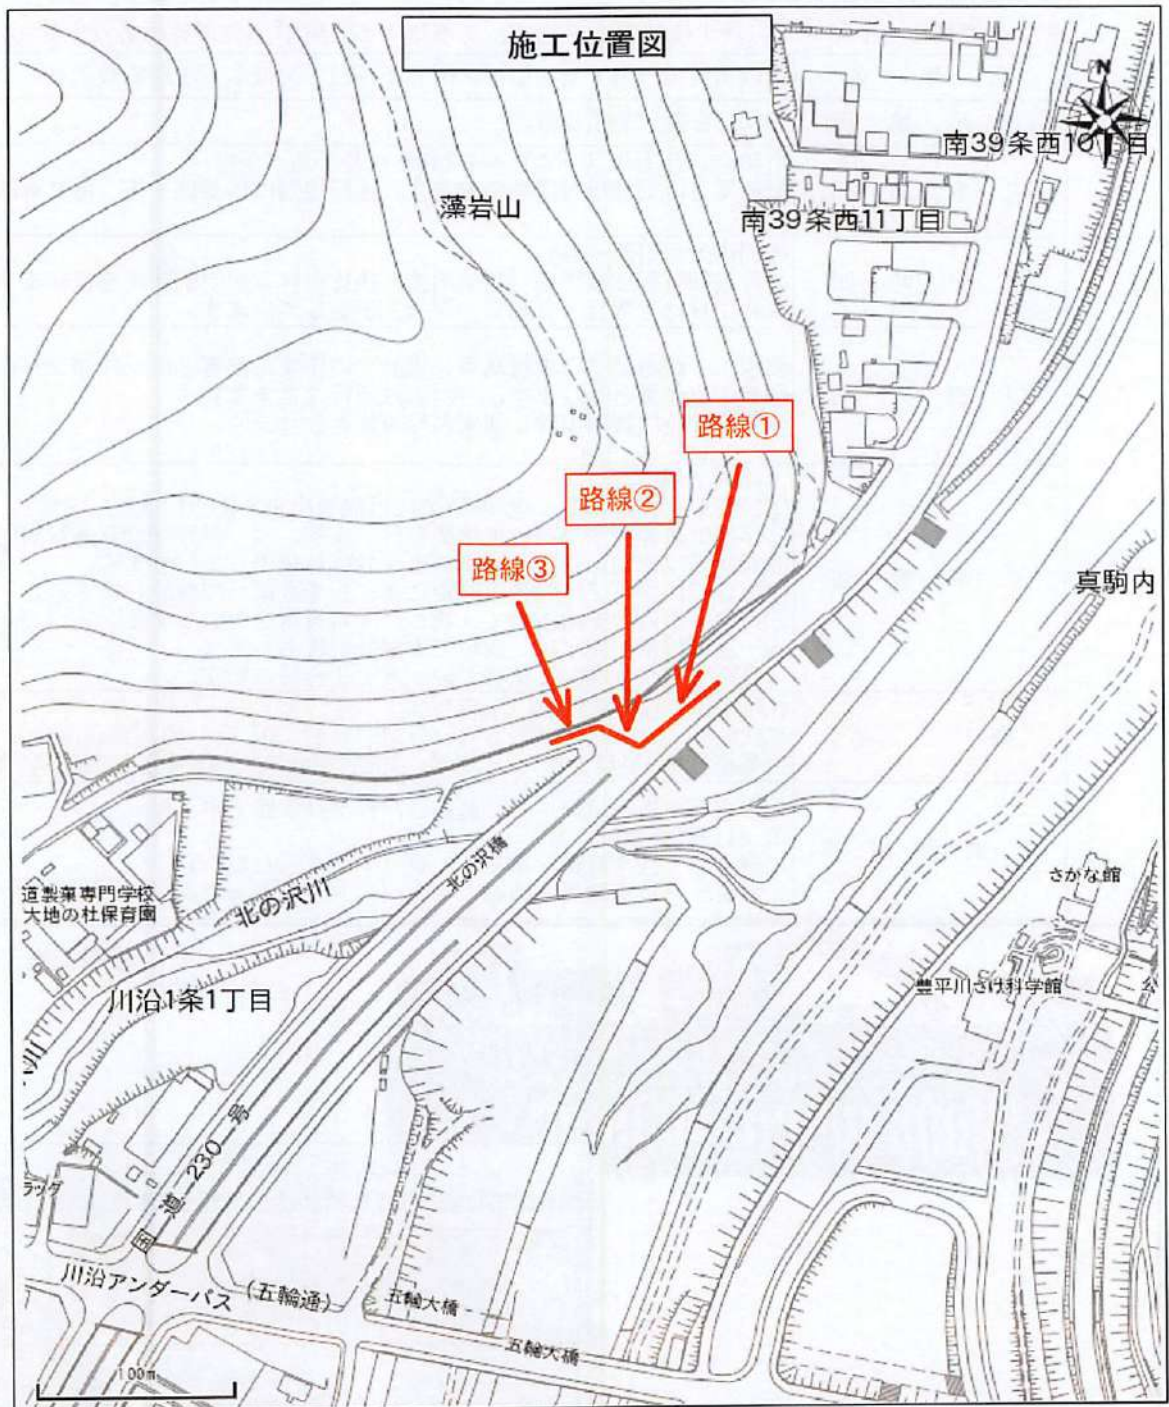 施工位置図
N
南39条西10丁目
藻岩山
南39条西11丁目
路線①
路線②
路線③
真駒内
北の沢橋
さかな館
道製菓専門学校
大地の杜保育園
北の沢川
豊平川さけ科学館
公
川沿1条1丁目
川
国道230号
ラッグ
川沿アンダーパス
(五輪通)
五輪大橋
五輪大橋
100m